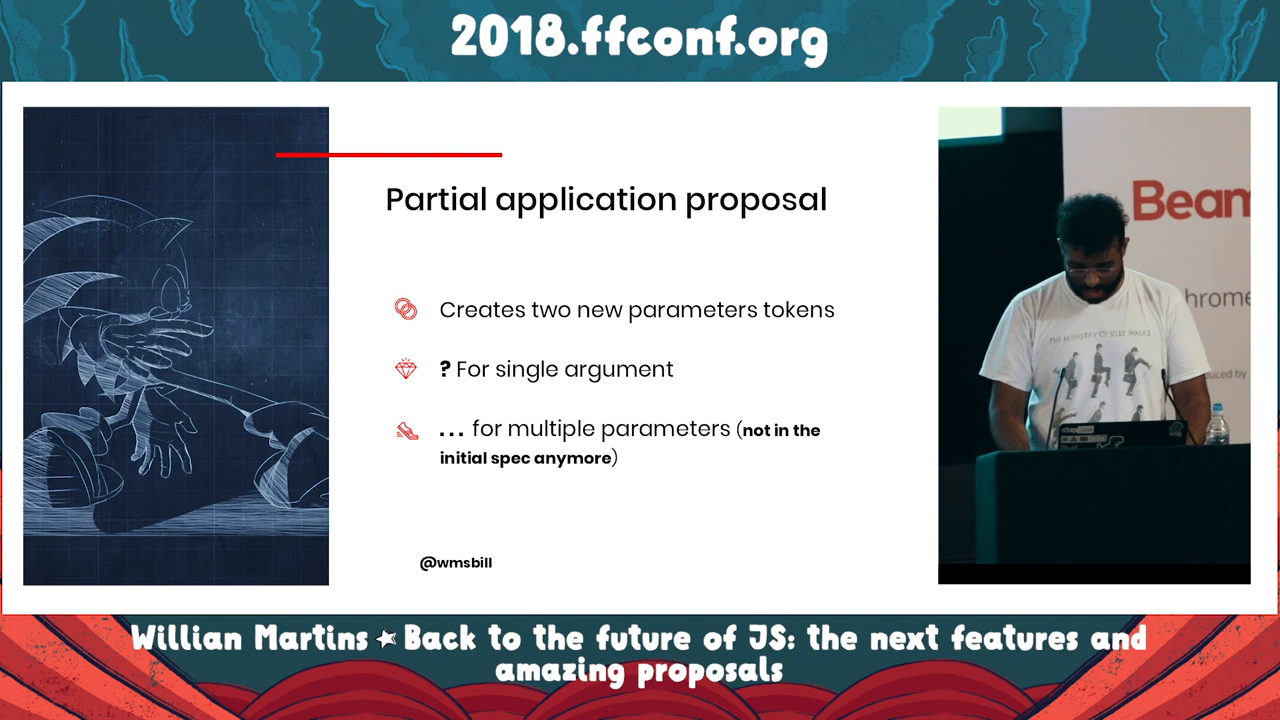 2018.ffconf.org
Partial application proposal
Creates two new parameters tokens
? For single argument
... for multiple parameters (not in the
initial spec anymore)
@wmsbill
Beam
hrome
duced by
THE MINISTRY OF SILLY WALKS
Willian Martins ★ Back to the future of JS: the next features and
amazing proposals